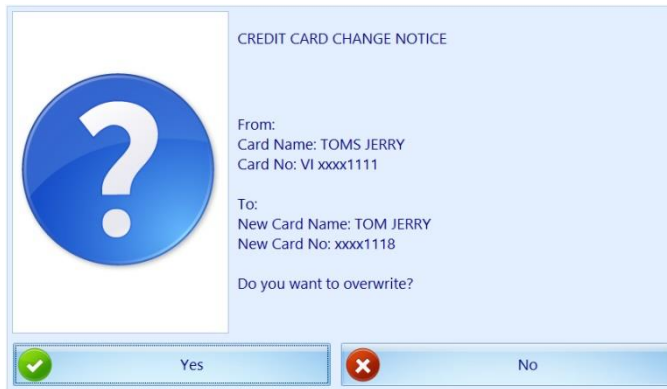 CREDIT CARD CHANGE NOTICE
From:
Card Name: TOMS JERRY
Card No: VI xxxx1111
To:
New Card Name: TOM JERRY
New Card No: xxxx1118
Do you want to overwrite?
Yes
No